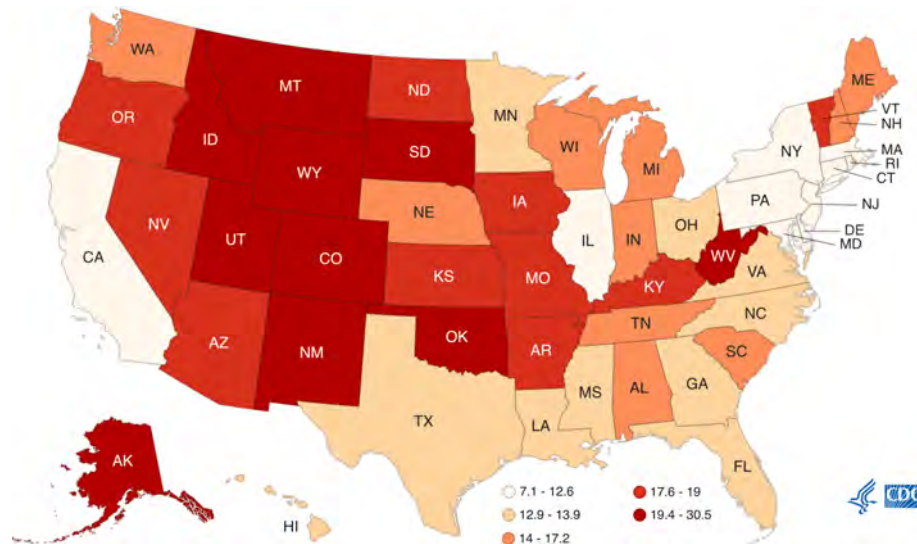 WA
MT
ND
MN
ME
VT
NH
OR
ID
SD
WI
MI
NY
MA
RI
CT
WY
IA
PA
NJ
NE
OH
DE
MD
NV
UT
CO
IL
IN
WV
VA
CA
KS
MO
KY
NC
TN
AZ
NM
OK
AR
SC
MS
AL
GA
TX
LA
FL
AK
HI
7.1 - 12.6
12.9 - 13.9
14 - 17.2
17.6 - 19
19.4 - 30.5
CDC